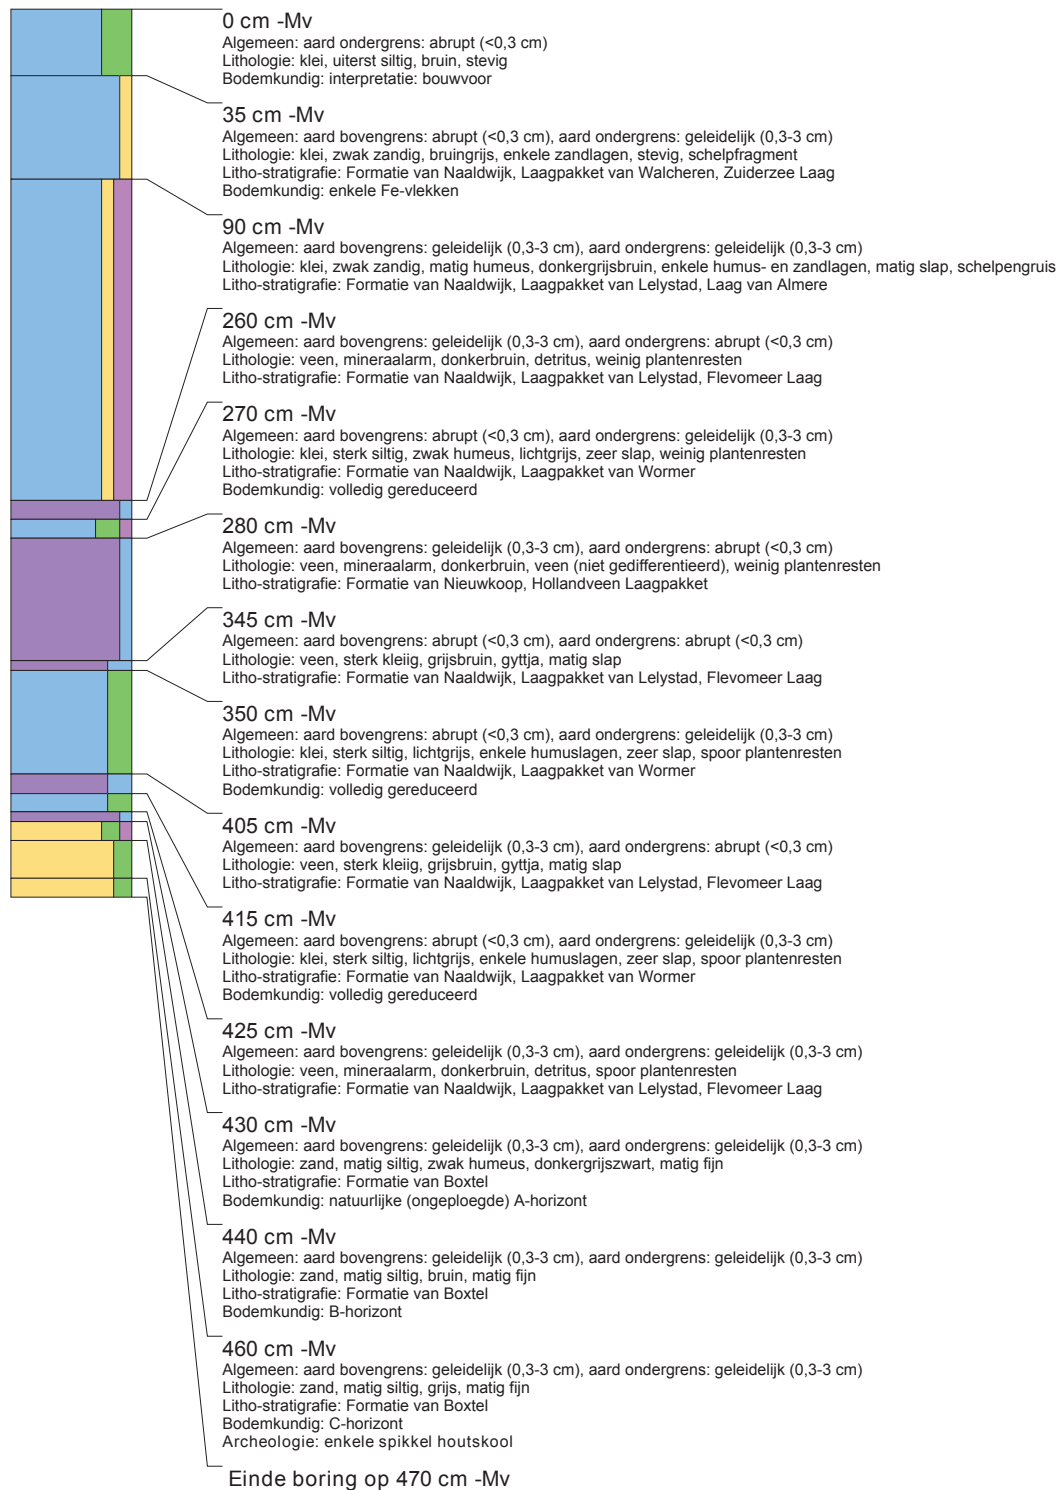 0 cm -Mv
Algemeen: aard ondergrens: abrupt (<0,3 cm)
Lithologie: klei, uiterst siltig, bruin, stevig
Bodemkundig: interpretatie: bouwvoor
35 cm -Mv
Algemeen: aard bovengrens: abrupt (<0,3 cm), aard ondergrens: geleidelijk (0,3-3 cm)
Lithologie: klei, zwak zandig, bruingrijs, enkele zandlagen, stevig, schelpfragment
Litho-stratigrafie: Formatie van Naaldwijk, Laagpakket van Walcheren, Zuiderzee Laag
Bodemkundig: enkele Fe-vlekken
90 cm -Mv
Algemeen: aard bovengrens: geleidelijk (0,3-3 cm), aard ondergrens: geleidelijk (0,3-3 cm)
Lithologie: klei, zwak zandig, matig humeus, donkergrijsbruin, enkele humus- en zandlagen, matig slap, schelpengruis
Litho-stratigrafie: Formatie van Naaldwijk, Laagpakket van Lelystad, Laag van Almere
260 cm -Mv
Algemeen: aard bovengrens: geleidelijk (0,3-3 cm), aard ondergrens: abrupt (<0,3 cm)
Lithologie: veen, mineraalarm, donkerbruin, detritus, weinig plantenresten
Litho-stratigrafie: Formatie van Naaldwijk, Laagpakket van Lelystad, Flevomeer Laag
270 cm -Mv
Algemeen: aard bovengrens: abrupt (<0,3 cm), aard ondergrens: geleidelijk (0,3-3 cm)
Lithologie: klei, sterk siltig, zwak humeus, lichtgrijs, zeer slap, weinig plantenresten
Litho-stratigrafie: Formatie van Naaldwijk, Laagpakket van Wormer
Bodemkundig: volledig gereduceerd
280 cm -Mv
Algemeen: aard bovengrens: geleidelijk (0,3-3 cm), aard ondergrens: abrupt (<0,3 cm)
Lithologie: veen, mineraalarm, donkerbruin, veen (niet gedifferentieerd), weinig plantenresten
Litho-stratigrafie: Formatie van Nieuwkoop, Hollandveen Laagpakket
345 cm -Mv
Algemeen: aard bovengrens: abrupt (<0,3 cm), aard ondergrens: abrupt (<0,3 cm)
Lithologie: veen, sterk kleiig, grijsbruin, gyttja, matig slap
Litho-stratigrafie: Formatie van Naaldwijk, Laagpakket van Lelystad, Flevomeer Laag
350 cm -Mv
Algemeen: aard bovengrens: abrupt (<0,3 cm), aard ondergrens: geleidelijk (0,3-3 cm)
Lithologie: klei, sterk siltig, lichtgrijs, enkele humuslagen, zeer slap, spoor plantenresten
Litho-stratigrafie: Formatie van Naaldwijk, Laagpakket van Wormer
Bodemkundig: volledig gereduceerd
405 cm -Mv
Algemeen: aard bovengrens: geleidelijk (0,3-3 cm), aard ondergrens: abrupt (<0,3 cm)
Lithologie: veen, sterk kleiig, grijsbruin, gyttja, matig slap
Litho-stratigrafie: Formatie van Naaldwijk, Laagpakket van Lelystad, Flevomeer Laag
415 cm -Mv
Algemeen: aard bovengrens: abrupt (<0,3 cm), aard ondergrens: geleidelijk (0,3-3 cm)
Lithologie: klei, sterk siltig, lichtgrijs, enkele humuslagen, zeer slap, spoor plantenresten
Litho-stratigrafie: Formatie van Naaldwijk, Laagpakket van Wormer
Bodemkundig: volledig gereduceerd
425 cm -Mv
Algemeen: aard bovengrens: geleidelijk (0,3-3 cm), aard ondergrens: geleidelijk (0,3-3 cm)
Lithologie: veen, mineraalarm, donkerbruin, detritus, spoor plantenresten
Litho-stratigrafie: Formatie van Naaldwijk, Laagpakket van Lelystad, Flevomeer Laag
430 cm -Mv
Algemeen: aard bovengrens: geleidelijk (0,3-3 cm), aard ondergrens: geleidelijk (0,3-3 cm)
Lithologie: zand, matig siltig, zwak humeus, donkergrijszwart, matig fijn
Litho-stratigrafie: Formatie van Boxtel
Bodemkundig: natuurlijke (ongeploegde) A-horizont
440 cm -Mv
Algemeen: aard bovengrens: geleidelijk (0,3-3 cm), aard ondergrens: geleidelijk (0,3-3 cm)
Lithologie: zand, matig siltig, bruin, matig fijn
Litho-stratigrafie: Formatie van Boxtel
Bodemkundig: B-horizont
460 cm -Mv
Algemeen: aard bovengrens: geleidelijk (0,3-3 cm), aard ondergrens: geleidelijk (0,3-3 cm)
Lithologie: zand, matig siltig, grijs, matig fijn
Litho-stratigrafie: Formatie van Boxtel
Bodemkundig: C-horizont
Archeologie: enkele spikkel houtskool
Einde boring op 470 cm -Mv